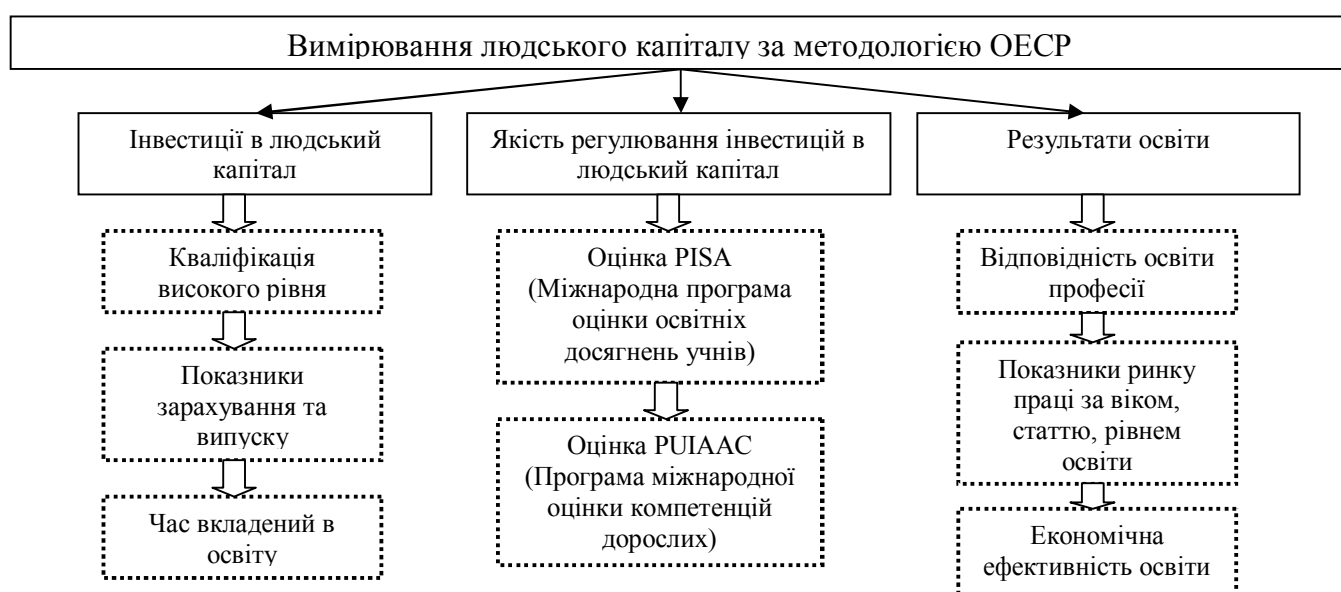 Вимірювання людського капіталу за методологією ОЕСР
Інвестиції в людський
капітал
Кваліфікація
високого рівня
Показники
зарахування та
випуску
Час вкладений в
освіту
Якість регулювання інвестицій в
людський капітал
Оцінка PISA
(Міжнародна програма
оцінки освітніх
досягнень учнів)
Оцінка PUIAAC
(Програма міжнародної
оцінки компетенцій
дорослих)
Результати освіти
Відповідність освіти
професії
Показники ринку
праці за віком,
статтю, рівнем
освіти
Економічна
ефективність освіти